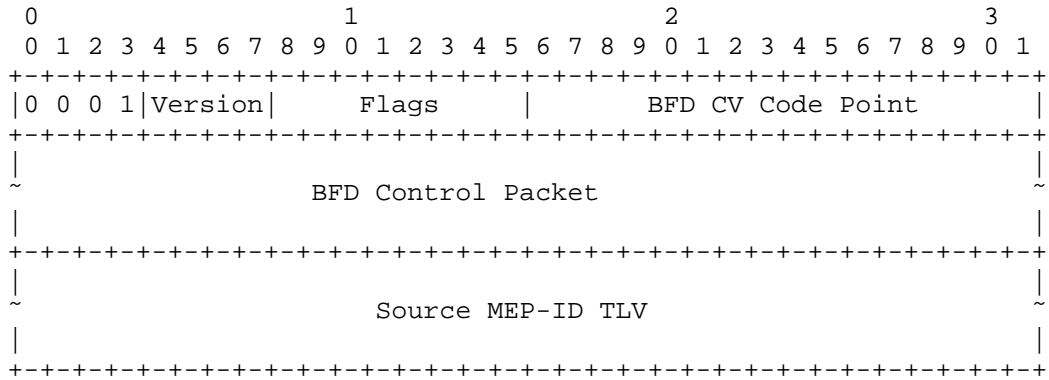 0                   1                   2                   3
 0 1 2 3 4 5 6 7 8 9 0 1 2 3 4 5 6 7 8 9 0 1 2 3 4 5 6 7 8 9 0 1
+-+-+-+-+-+-+-+-+-+-+-+-+-+-+-+-+-+-+-+-+-+-+-+-+-+-+-+-+-+-+-+-+
|0 0 0 1|Version|     Flags     |       BFD CV Code Point       |
+-+-+-+-+-+-+-+-+-+-+-+-+-+-+-+-+-+-+-+-+-+-+-+-+-+-+-+-+-+-+-+-+
|                                                               |
~                  BFD Control Packet                           ~
|                                                               |
+-+-+-+-+-+-+-+-+-+-+-+-+-+-+-+-+-+-+-+-+-+-+-+-+-+-+-+-+-+-+-+-+
|                                                               |
~                      Source MEP-ID TLV                        ~
|                                                               |
+-+-+-+-+-+-+-+-+-+-+-+-+-+-+-+-+-+-+-+-+-+-+-+-+-+-+-+-+-+-+-+-+